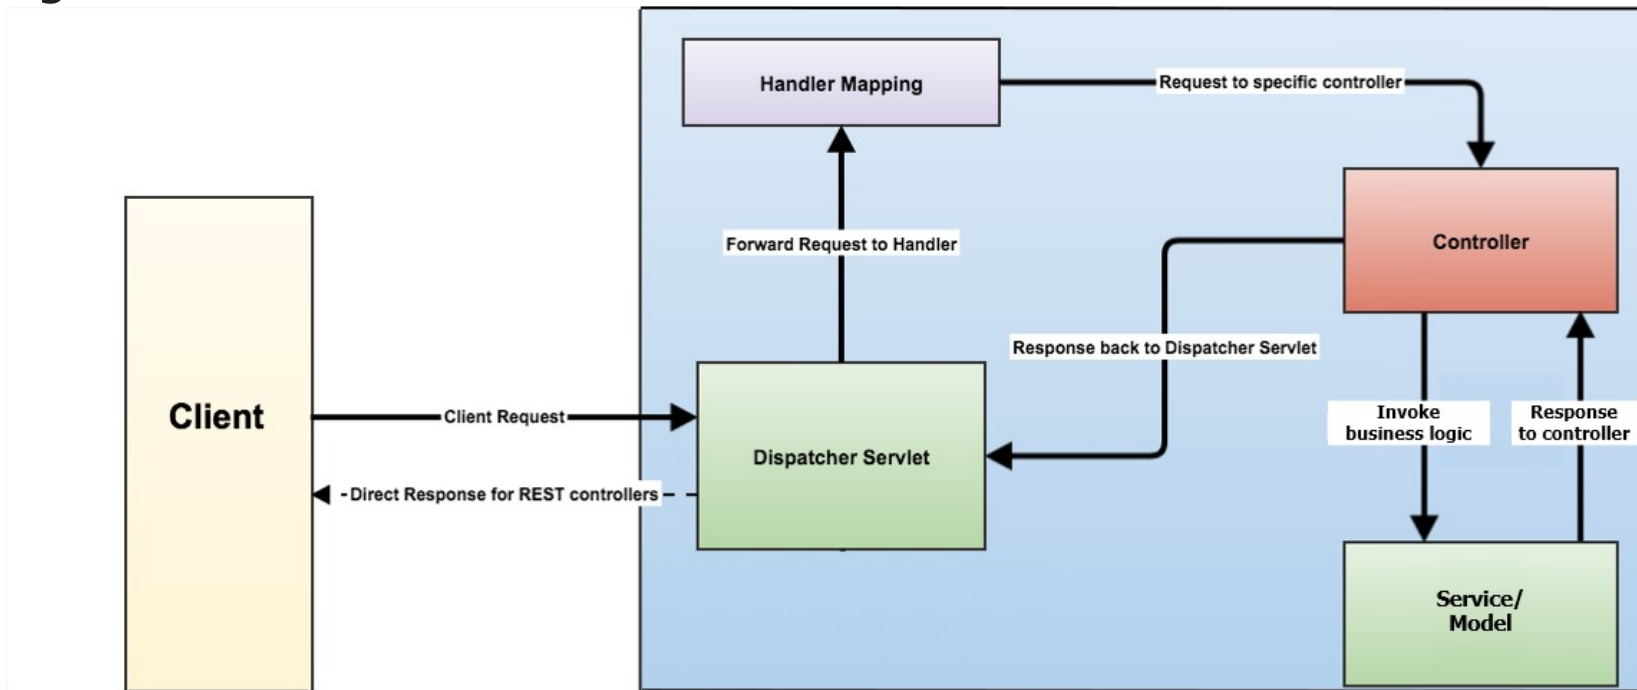 Handler Mapping
Request to specific controller
Forward Request to Handler
Controller
Response back to Dispatcher Servlet
Client
Client Request
Invoke
business logic
Response
to controller
Dispatcher Servlet
-Direct Response for REST controllers
Service/
Model